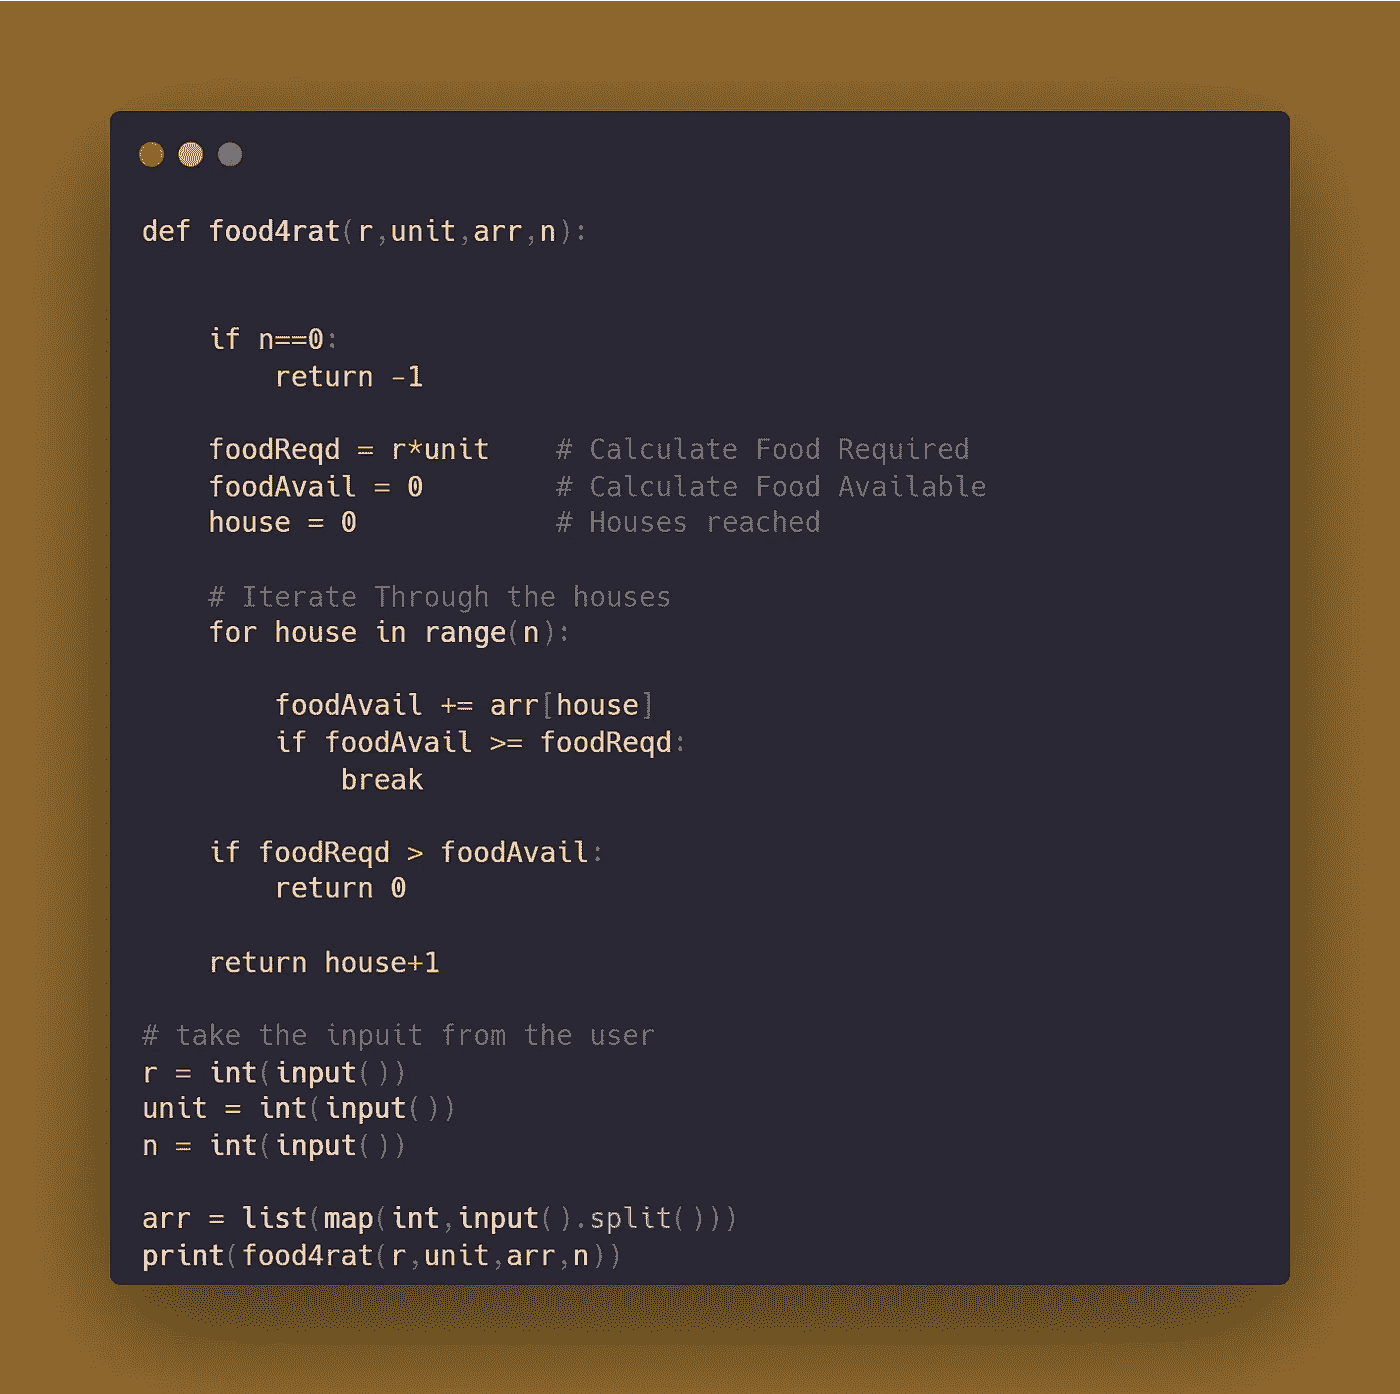 def food4rat(r,unit,arr,n):
    if n==0:
        return -1
    foodReqd = r*unit    # Calculate Food Required
    foodAvail = 0        # Calculate Food Available
    house = 0            # Houses reached
    # Iterate Through the houses
    for house in range(n):
        foodAvail += arr[house]
        if foodAvail >= foodReqd:
            break
    if foodReqd > foodAvail:
        return 0
    return house+1
# take the inpuit from the user
r = int(input())
unit = int(input())
n = int(input())
arr = list(map(int,input().split()))
print(food4rat(r,unit,arr,n))